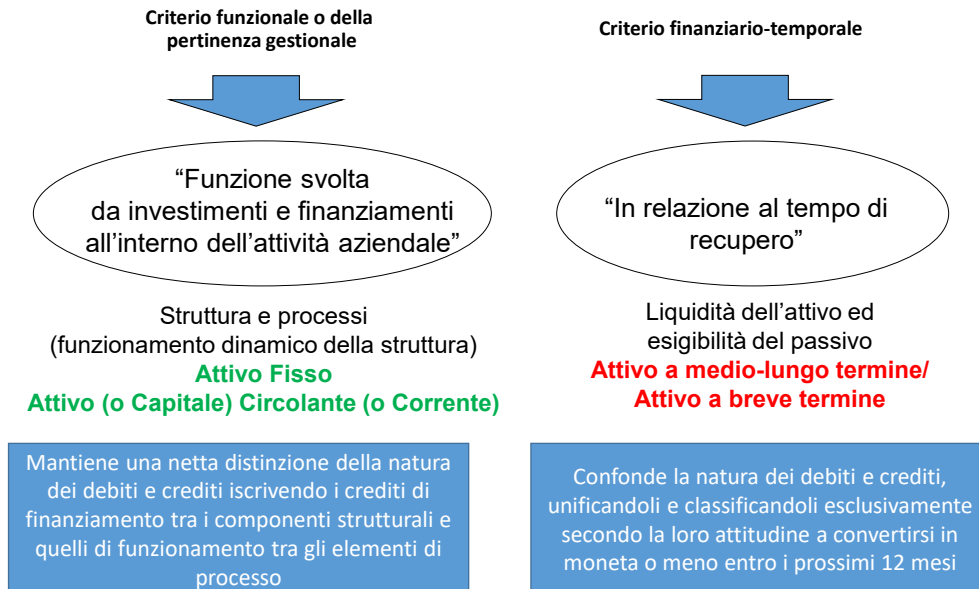 Criterio funzionale o della
pertinenza gestionale
“Funzione svolta
da investimenti e finanziamenti
all’interno dell’attività aziendale”
Struttura e processi
(funzionamento dinamico della struttura)
Attivo Fisso
Attivo (o Capitale) Circolante (o Corrente)
Mantiene una netta distinzione della natura
dei debiti e crediti iscrivendo i crediti di
finanziamento tra i componenti strutturali e
quelli di funzionamento tra gli elementi di
processo
Criterio finanziario-temporale
“In relazione al tempo di
recupero”
Liquidità dell’attivo ed
esigibilità del passivo
Attivo a medio-lungo termine/
Attivo a breve termine
Confonde la natura dei debiti e crediti,
unificandoli e classificandoli esclusivamente
secondo la loro attitudine a convertirsi in
moneta o meno entro i prossimi 12 mesi